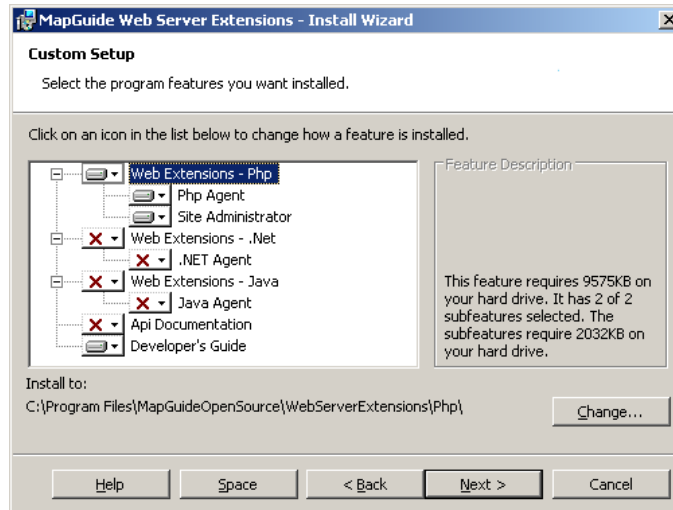 MapGuide Web Server Extensions - Install Wizard
Custom Setup
Select the program features you want installed.
Click on an icon in the list below to change how a feature is installed.
Web Extensions - Php
Php Agent
Site Administrator
Web Extensions - .Net
.NET Agent
Web Extensions - Java
Java Agent
Api Documentation
Developer's Guide
Feature Description
This feature requires 9575KB on
your hard drive. It has 2 of 2
subfeatures selected. The
subfeatures require 2032KB on
your hard drive.
Install to:
C:\Program Files\MapGuideOpenSource\WebServerExtensions\Php\
Change...
Help
Space
< Back
Next >
Cancel